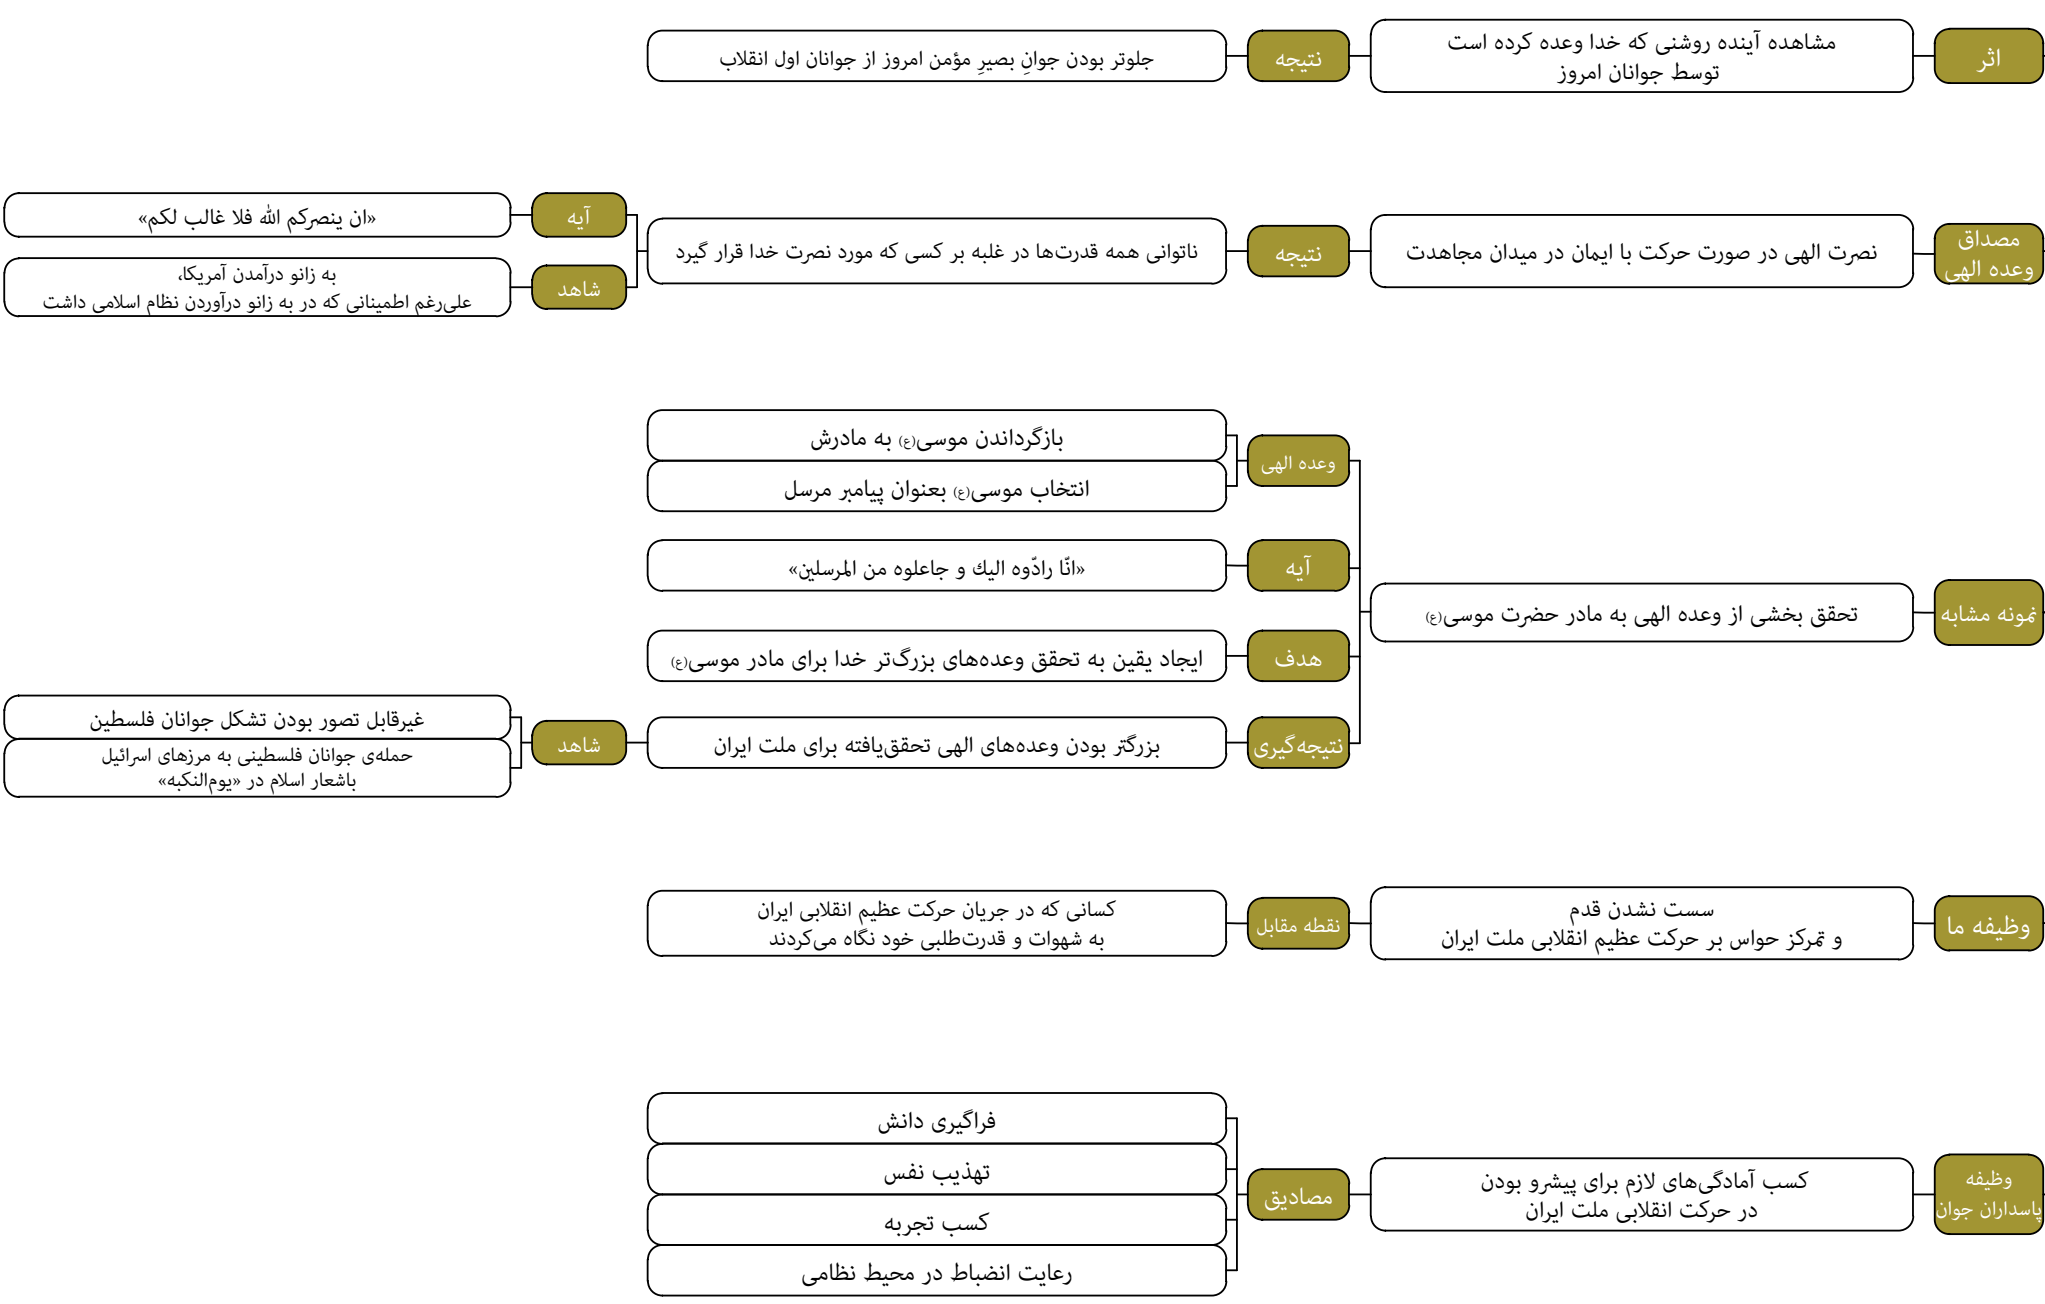 اثر
مشاهده آینده روشنی که خدا وعده کرده است
توسط جوانان امروز
نتیجه
جلوتر بودن جوانِ بصیرِ مؤمن امروز از جوانان اول انقلاب
مصداق
وعده الهی
نصرت الهی در صورت حرکت با ایمان در میدان مجاهدت
نتیجه
ناتوانی همه قدرت‌ها در غلبه بر کسی که مورد نصرت خدا قرار گیرد
آیه
«ان ینصرکم الله فلا غالب لکم»
شاهد
به زانو درآمدن آمریکا،
علی‌رغم اطمینانی که در به زانو درآوردن نظام اسلامی داشت
نمونه مشابه
تحقق بخشی از وعده الهی به مادر حضرت موسی(ع)
وعده الهی
بازگرداندن موسی(ع) به مادرش
انتخاب موسی(ع) بعنوان پیامبر مرسل
آیه
«انّا رادّوه الیك و جاعلوه من المرسلین»
هدف
ایجاد یقین به تحقق وعده‌های بزرگ‌تر خدا برای مادر موسی(ع)
نتیجه‌گیری
بزرگتر بودن وعده‌های الهی تحقق‌یافته برای ملت ایران
شاهد
غیرقابل تصور بودن تشکل جوانان فلسطین
حمله‌ی جوانان فلسطینی به مرزهای اسرائیل
باشعار اسلام در «یوم‌النکبه»
وظیفه ما
سست نشدن قدم
و تمرکز حواس بر حرکت عظیم انقلابی ملت ایران
نقطه مقابل
کسانی که در جریان حرکت عظیم انقلابی ایران
به شهوات و قدرت‌طلبی خود نگاه می‌کردند
وظیفه
پاسداران جوان
کسب آمادگی‌های لازم برای پیشرو بودن
در حرکت انقلابی ملت ایران
مصادیق
فراگیری دانش
تهذیب نفس
کسب تجربه
رعایت انضباط در محیط نظامی